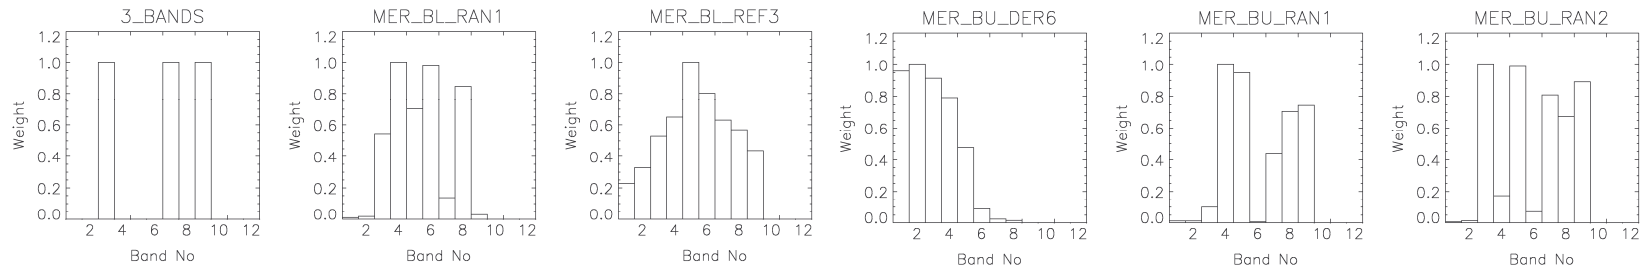 3_BANDS MER_BL_RAN1 MER_BL_REF3 MER_BU_DER6 MER_BU_RAN1 MER_BU_RAN2
1.2 1.2 1.2 1.2 1.2 1.2
1.0 1.0 1.0 1.0 1.0 1.0
0.8 0.8 0.8 0.8 0.8 0.8
Weight Weight Weight Weight Weight Weight
0.6 0.6 0.6 0.6 0.6 0.6
0.4 0.4 0.4 0.4 0.4 0.4
0.2 0.2 0.2 0.2 0.2 0.2
0.0 0.0 0.0 0.0 0.0 0.0
2 4 6 8 10 12 2 4 6 8 10 12 2 4 6 8 10 12 2 4 6 8 10 12 2 4 6 8 10 12 2 4 6 8 10 12
Band No Band No Band No Band No Band No Band No